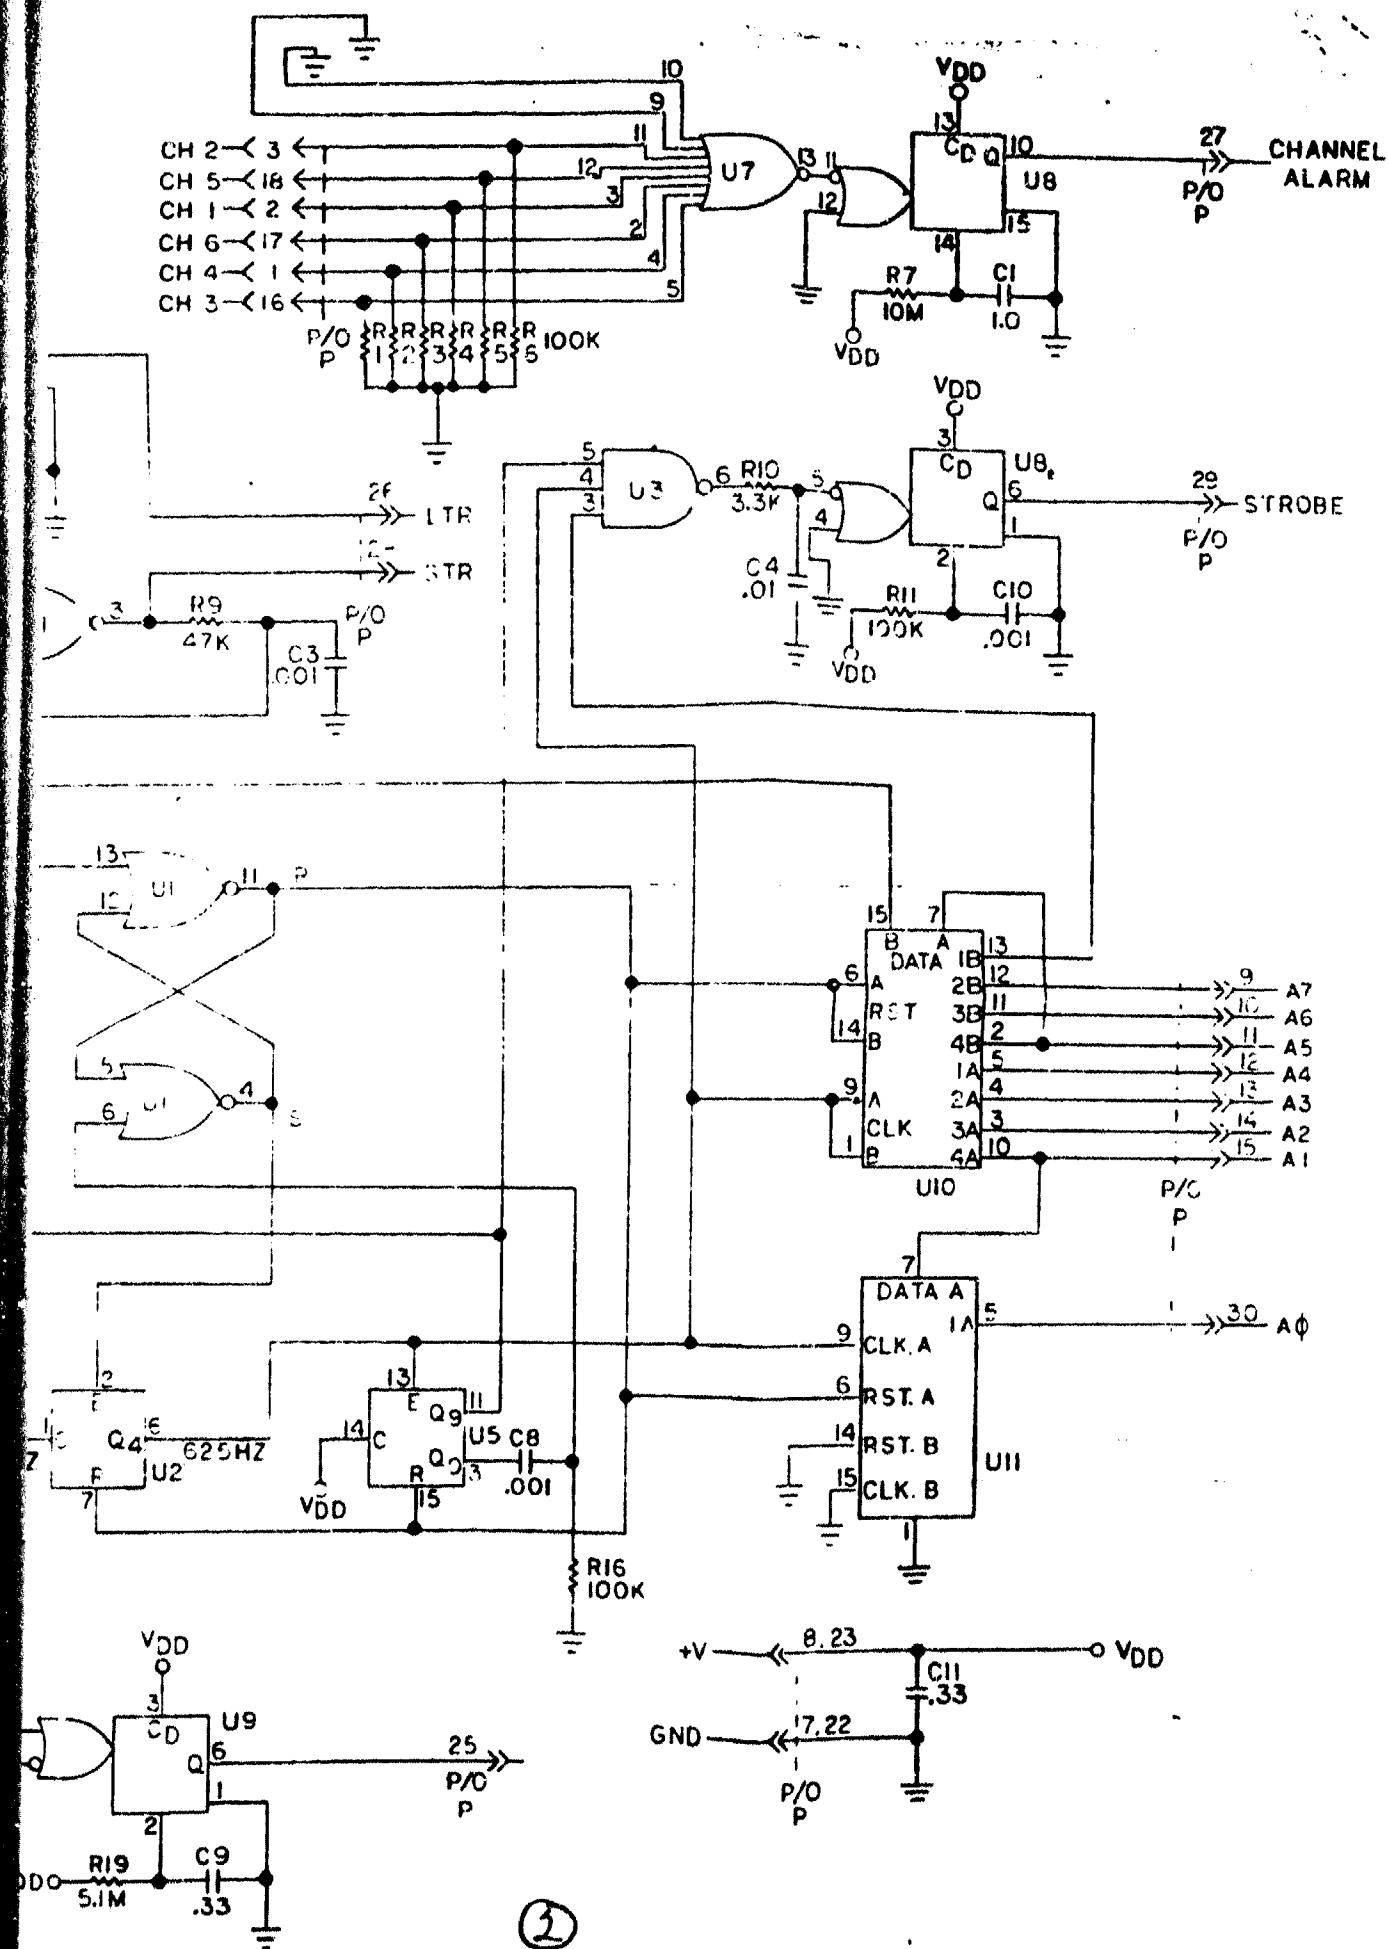 10
9
VDD
13
CD Q
10
27
CHANNEL
ALARM
CH 2 3
11
CH 5 18
12
CH 1 2
3
CH 6 17
2
CH 4 1
4
CH 3 16
5
U7
13
11
12
U8
15
14
P/O
P
R7
10M
C1
1.0
VDD
P/O
P
R
1
R
2
R
3
R
4
R
5
R
6
100K
VDD
3
CD
U8
Q
6
29
STROBE
1
2
P/O
P
5
4
3
U3
6
R10
3.3K
5
4
C4
.01
R11
100K
C10
.001
VDD
26
LTR
STR
3
R9
47K
P/O
P
C3
.001
13
12
U1
11
P
5
6
U1
4
S
15
7
B
A
DATA
1B
13
6
A
2B
12
9
A7
RST
3B
11
10
A6
14
B
4B
2
11
A5
1A
5
12
A4
9
A
2A
4
13
A3
CLK
3A
3
14
A2
1
B
4A
10
15
A1
U10
P/O
P
7
DATA A
1A
5
30
AΦ
9
CLK. A
6
RST. A
14
RST. B
15
CLK. B
1
U11
2
E
1
C
Q4
6
625HZ
U2
R
7
13
E
Q9
11
14
C
U5
3
R
15
VDD
C8
.001
R16
100K
+V
8,23
VDD
C11
.33
GND
7,22
P/O
P
VDD
3
CD
U9
Q
6
25
P/O
P
1
2
R19
5.1M
C9
.33